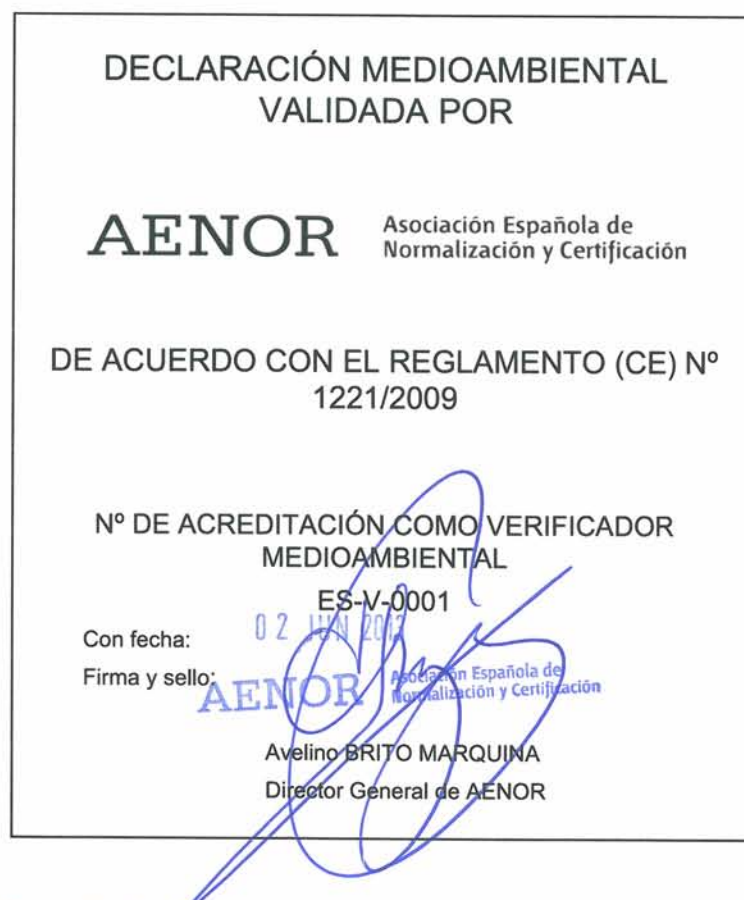 DECLARACIÓN MEDIOAMBIENTAL
VALIDADA POR
AENOR
Asociación Española de
Normalización y Certificación
DE ACUERDO CON EL REGLAMENTO (CE) Nº
1221/2009
Nº DE ACREDITACIÓN COMO VERIFICADOR
MEDIOAMBIENTAL
ES-V-0001
Con fecha:
02 JUN
Firma y sello:
AENOR
Asociación Española de
Normalización y Certificación
Avelino BRITO MARQUINA
Director General de AENOR